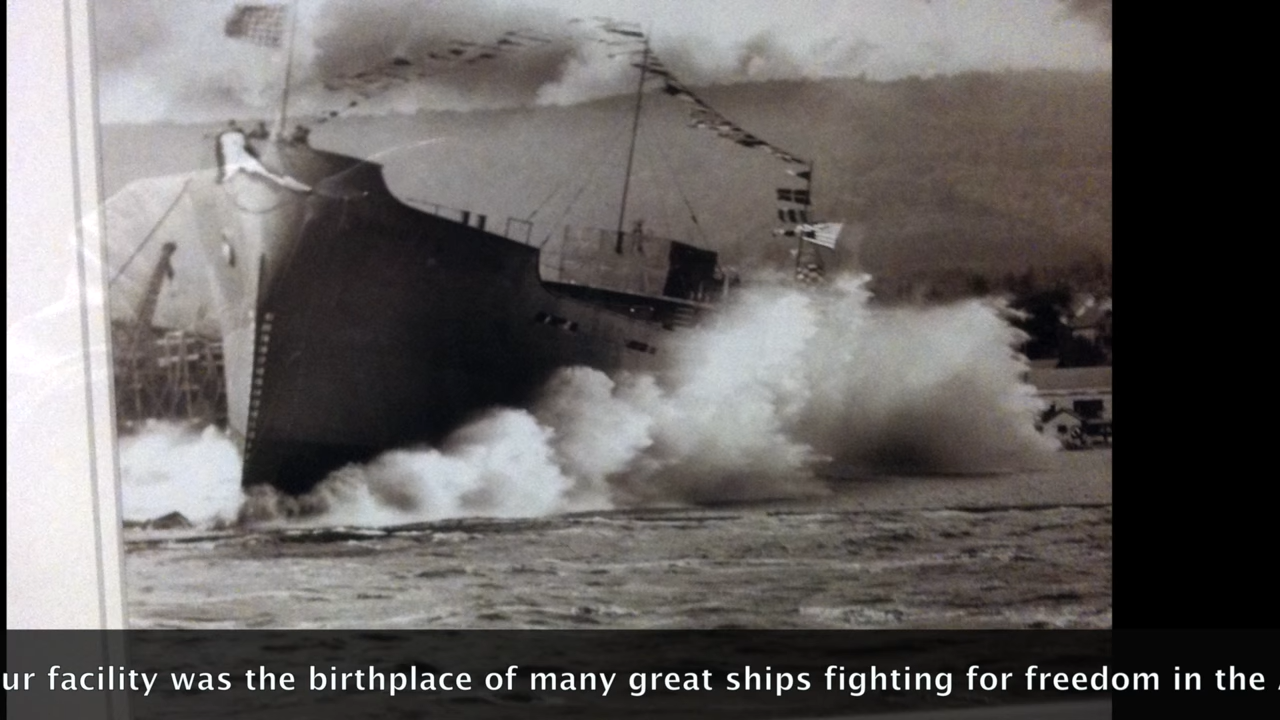 ur facility was the birthplace of many great ships fighting for freedom in the